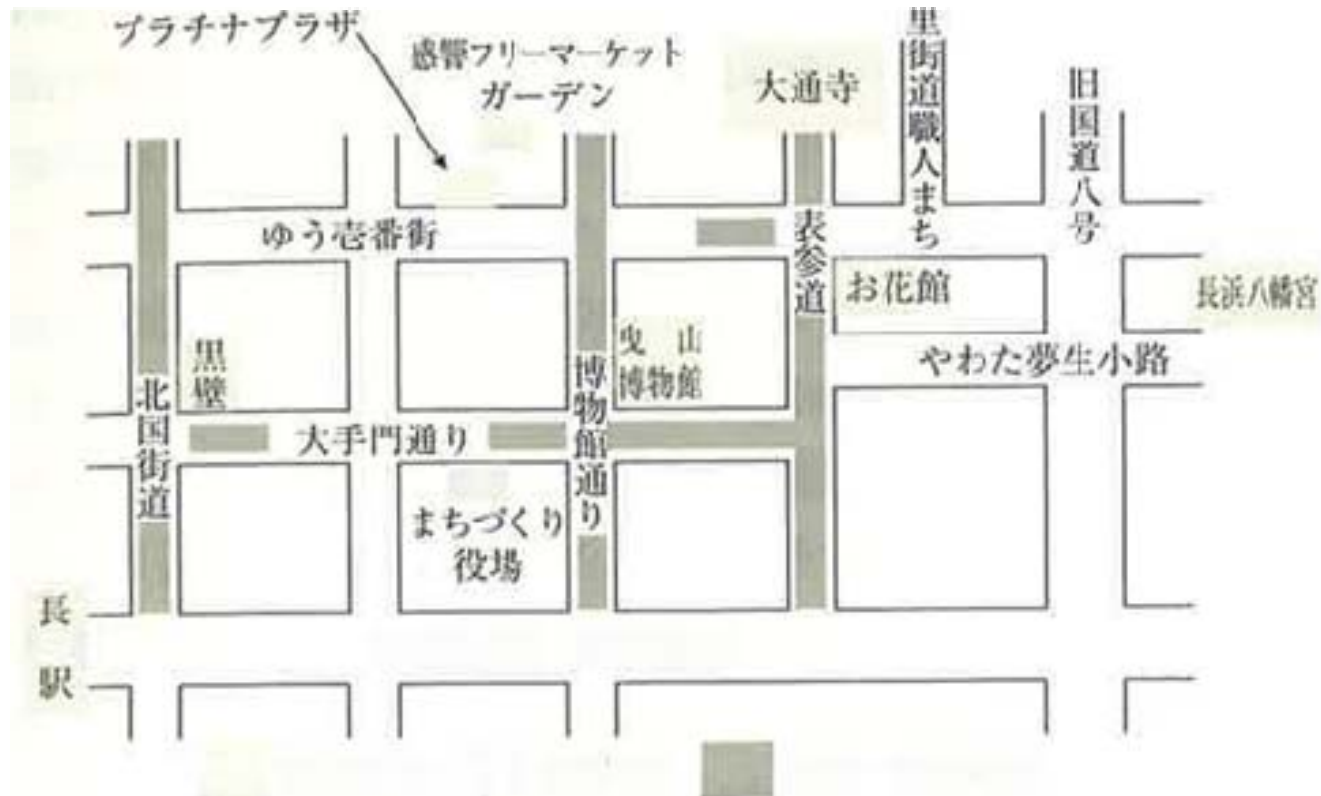 プラチナプラザ
感響フリーマーケット
ガーデン
大通寺
里街道職人まち
旧国道八号
ゆう壱番街
表参道
お花館
長浜八幡宮
黒壁
曳山
博物館
やわた夢生小路
北国街道
大手門通り
博物館通り
まちづくり
役場
長
駅